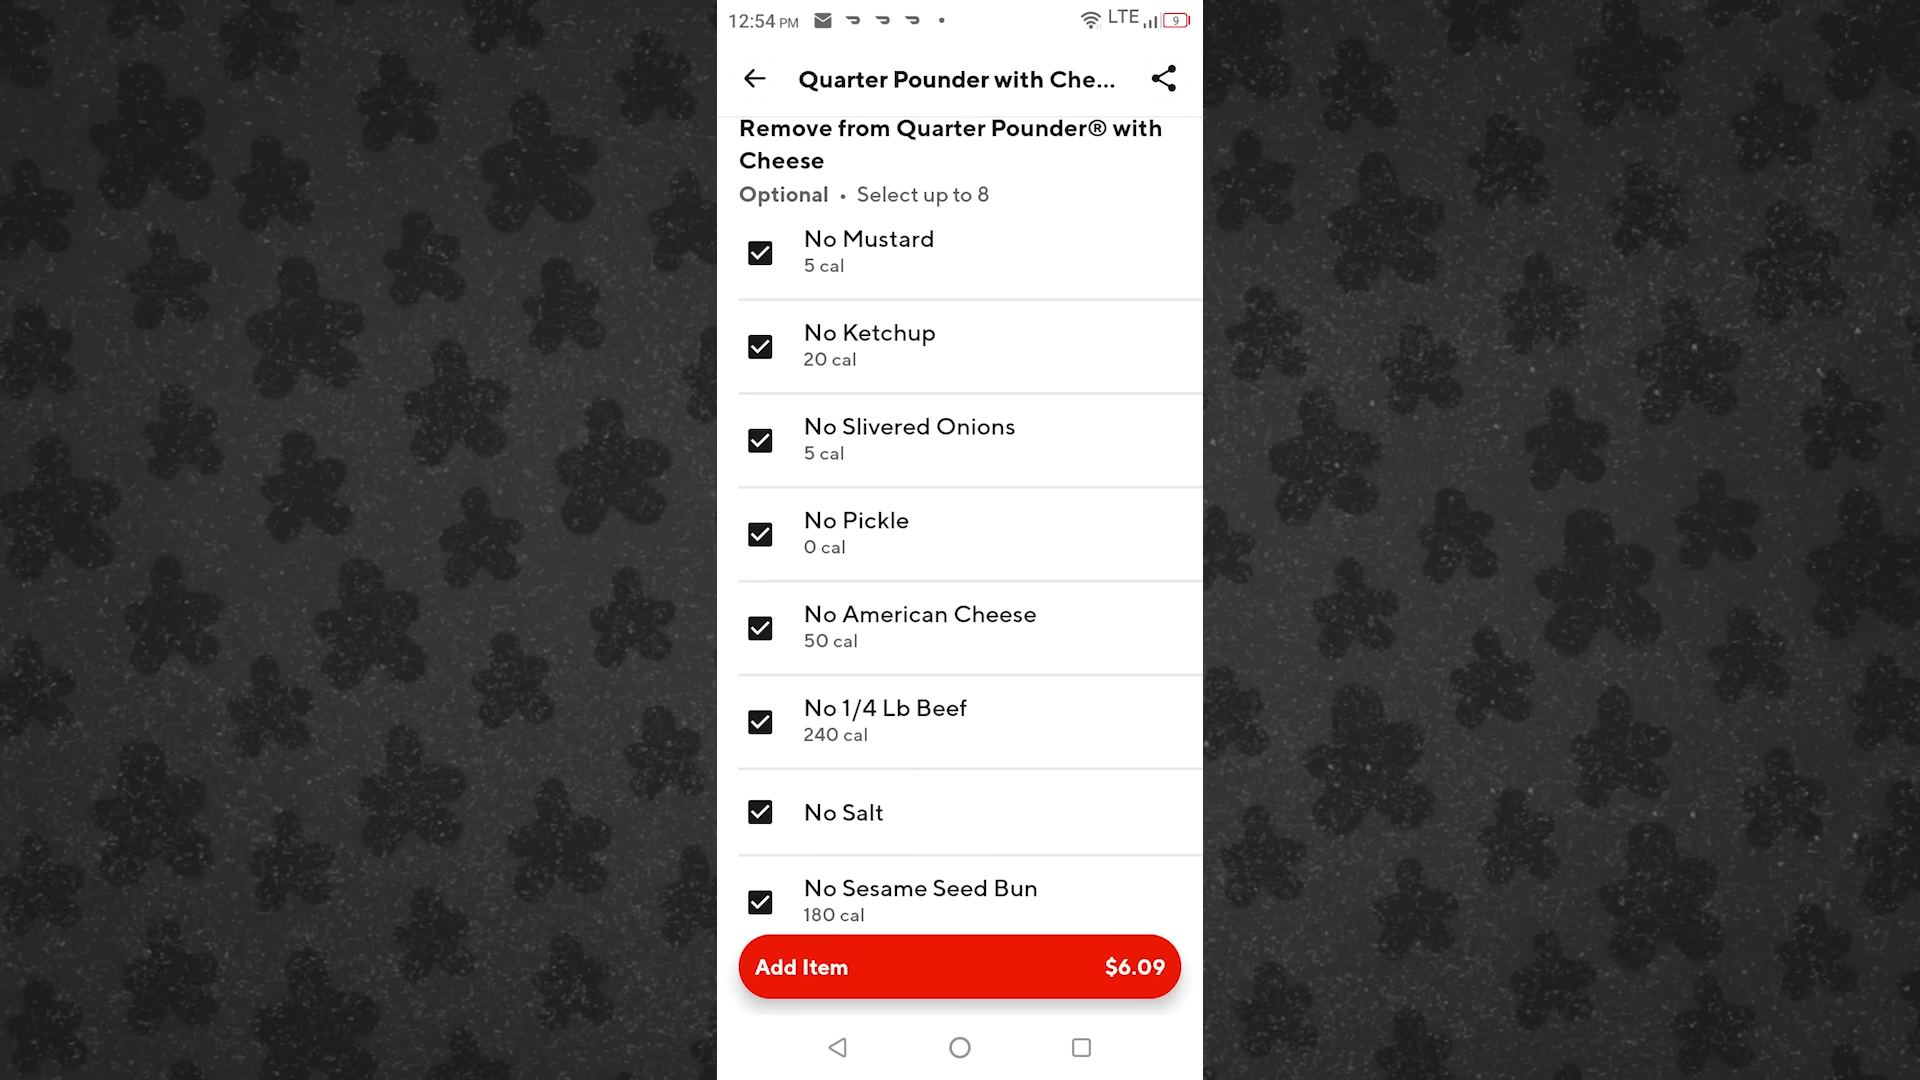 12:54 PM LTE 9
Quarter Pounder with Che...
Remove from Quarter Pounder® with
Cheese
Optional • Select up to 8
No Mustard
5 cal
No Ketchup
20 cal
No Slivered Onions
5 cal
No Pickle
0 cal
No American Cheese
50 cal
No 1/4 Lb Beef
240 cal
No Salt
No Sesame Seed Bun
180 cal
Add Item $6.09